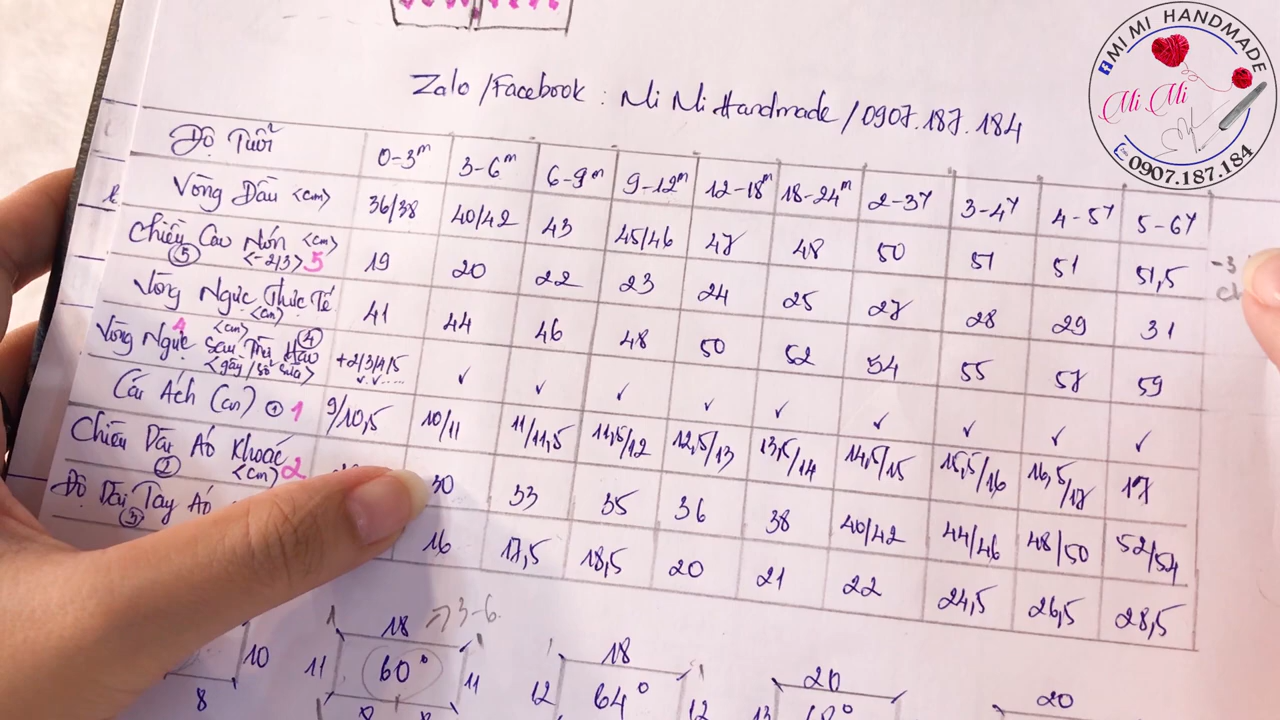 MI MI HANDMADE
Mi Mi
0907.187.184
Zalo/Facebook : Mi Mi Handmade/0907.187.184
Độ Tuổi 0-3m 3-6m 6-9m 9-12m 12-18m 18-24m 2-3y 3-4y 4-5y 5-6y
Vòng Đầu <cm> 36/38 40/42 43 45/46 47 48 50 51 51 51,5
Chiều Cao Nón <cm> <-2/3> 5 5 19 20 22 23 24 25 27 28 29 31
Vòng Ngực Thực Tế <cm> 41 44 46 48 50 52 54 55 57 59
Vòng Ngực 4 <cm> Sau Thu 4 <gầy/ sữa> +2/3/4/5 ✓ ✓ ✓ ✓ ✓ ✓ ✓ ✓ ✓
Cái Ách (cm) 1 1 9/10,5 10/11 11/11,5 11,5/12 12,5/13 13,5/14 14,5/15 15,5/16 16,5/17 17
Chiều Dài Áo Khoác <cm> 2 2 30 33 35 36 38 40/42 44/46 48/50 52/54
Độ Dài Tay Áo 3 16 17,5 18,5 20 21 22 24,5 26,5 28,5
-3
18 => 3-6
18
20
20
10
11
60°
11
12
64°
12
13
8